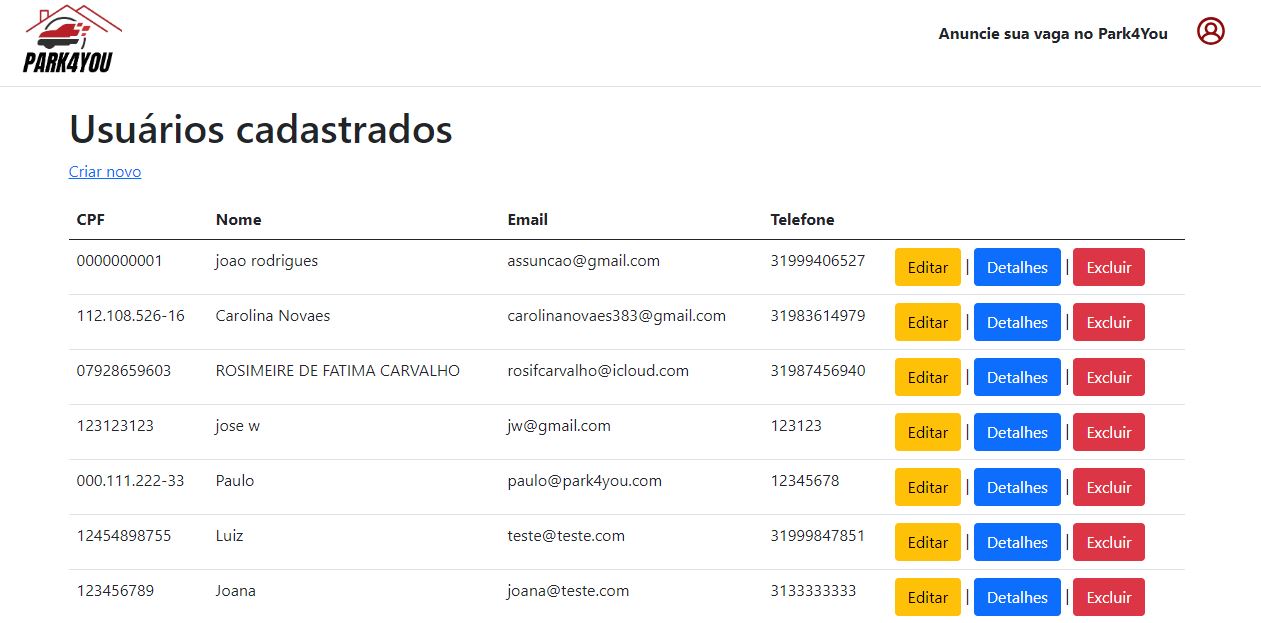 PARK4YOU
Anuncie sua vaga no Park4You
Usuários cadastrados
Criar novo
CPF Nome Email Telefone
0000000001 joao rodrigues assuncao@gmail.com 31999406527 Editar | Detalhes | Excluir
112.108.526-16 Carolina Novaes carolinanovaes383@gmail.com 31983614979 Editar | Detalhes | Excluir
07928659603 ROSIMEIRE DE FATIMA CARVALHO rosifcarvalho@icloud.com 31987456940 Editar | Detalhes | Excluir
123123123 jose w jw@gmail.com 123123 Editar | Detalhes | Excluir
000.111.222-33 Paulo paulo@park4you.com 12345678 Editar | Detalhes | Excluir
12454898755 Luiz teste@teste.com 31999847851 Editar | Detalhes | Excluir
123456789 Joana joana@teste.com 3133333333 Editar | Detalhes | Excluir